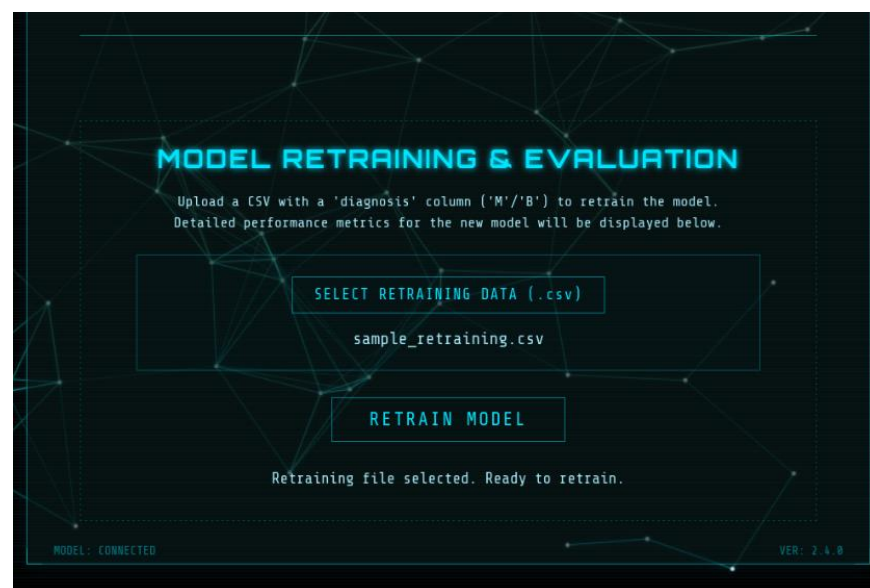 MODEL RETRAINING & EVALUATION
Upload a CSV with a 'diagnosis' column ('M'/'B') to retrain the model.
Detailed performance metrics for the new model will be displayed below.
SELECT RETRAINING DATA (.csv)
sample_retraining.csv
RETRAIN MODEL
Retraining file selected. Ready to retrain.
MODEL: CONNECTED
VER: 2.4.0